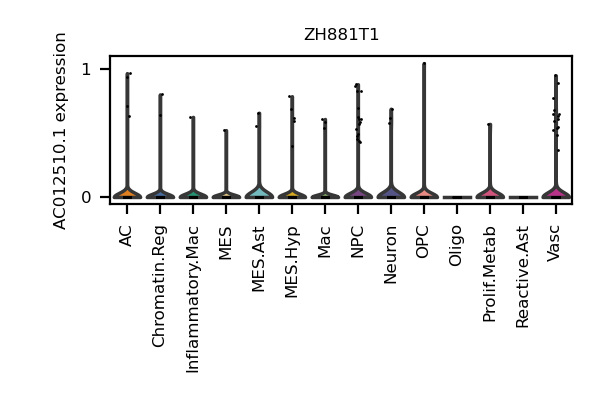 ZH881T1
AC012510.1 expression
1
0
AC
Chromatin.Reg
Inflammatory.Mac
MES
MES.Ast
MES.Hyp
Mac
NPC
Neuron
OPC
Oligo
Prolif.Metab
Reactive.Ast
Vasc